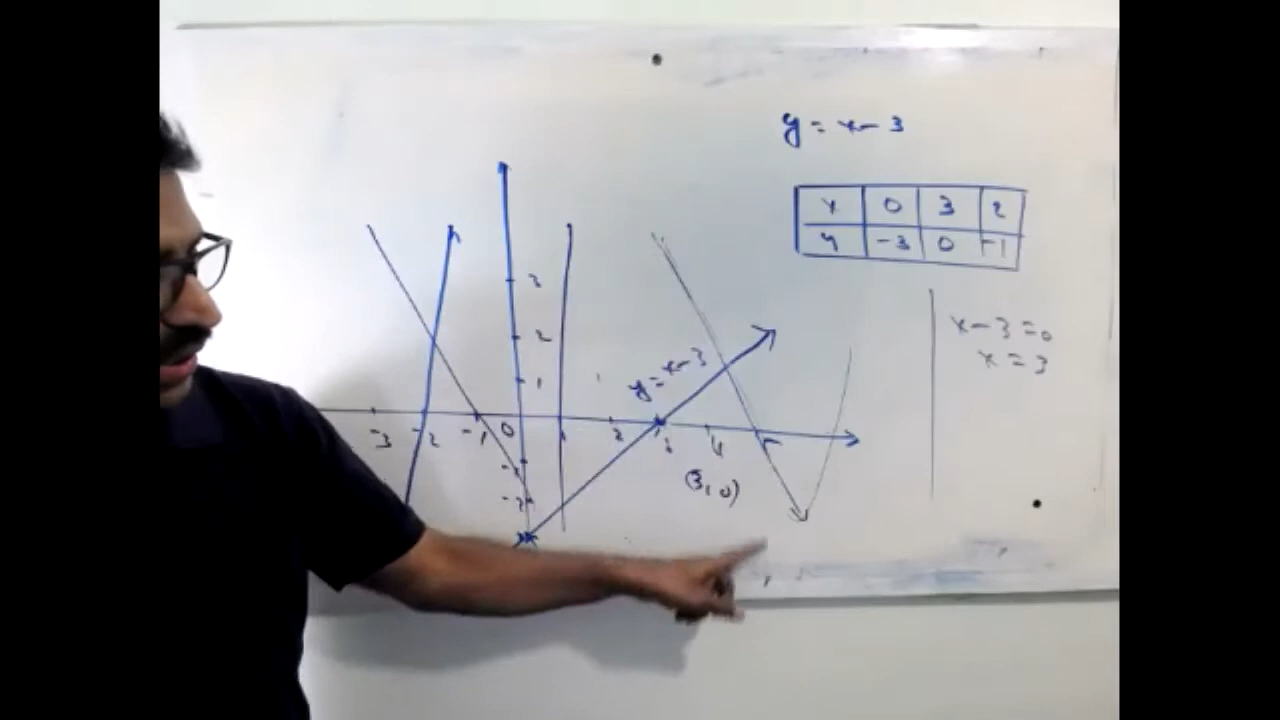 y = x - 3
x 0 3 2
y -3 0 -1
x - 3 = 0
x = 3
3
2
1
y = x - 3
-3 -2 -1 0 1 2 3 4
-1
-2
(3, 0)